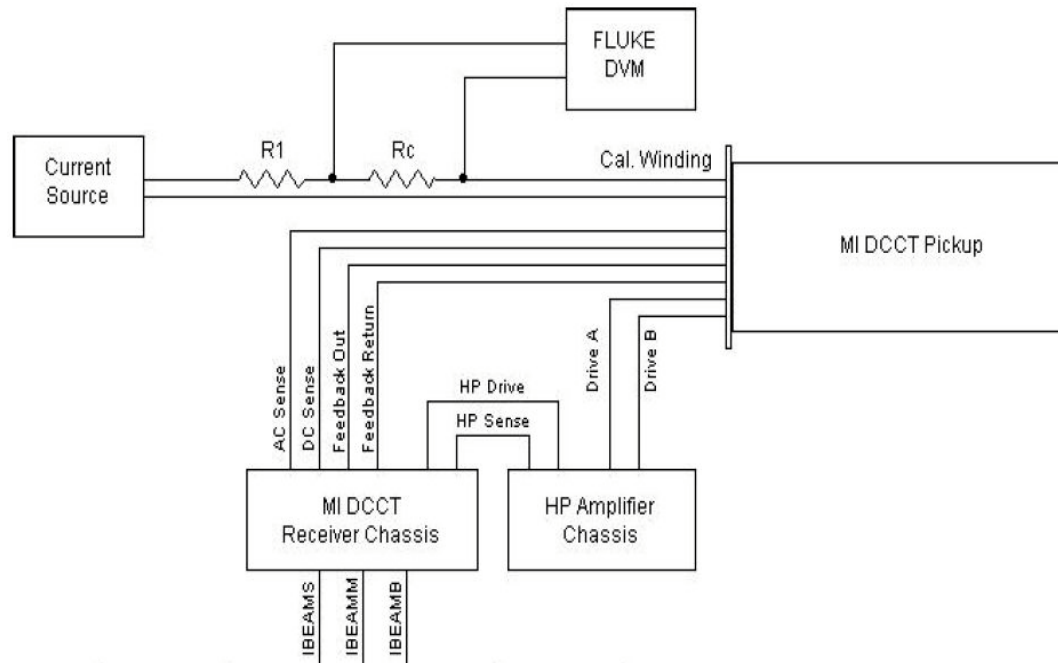 FLUKE
DVM
Current
Source
R1
Rc
Cal. Winding
MI DCCT Pickup
AC Sense
DC Sense
Feedback Out
Feedback Return
Drive A
Drive B
HP Drive
HP Sense
MI DCCT
Receiver Chassis
HP Amplifier
Chassis
IBEAMS
IBEAMM
IBEAMB